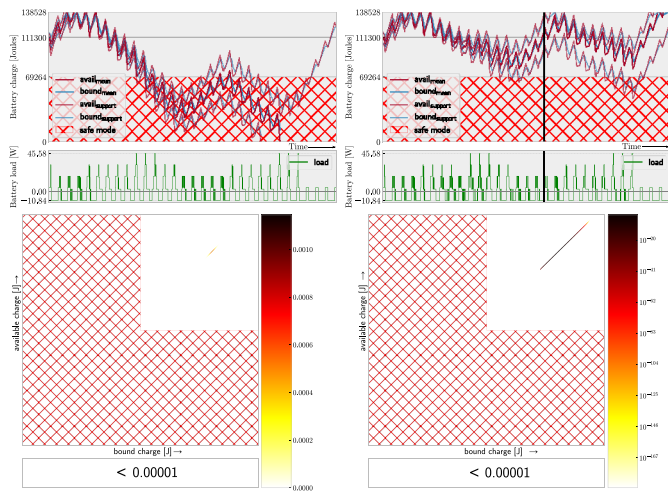 138528
111300
69264
0
Battery charge [Joules]
avail_mean
bound_mean
avail_support
bound_support
safe mode
Time
45.58
0.00
−10.84
Battery load [W]
load
available charge [J]→
bound charge [J] →
0.0010
0.0008
0.0006
0.0004
0.0002
0.0000
< 0.00001
138528
111300
69264
0
Battery charge [Joules]
avail_mean
bound_mean
avail_support
bound_support
safe mode
Time
45.58
0.00
−10.84
Battery load [W]
load
available charge [J] →
bound charge [J] →
< 0.00001